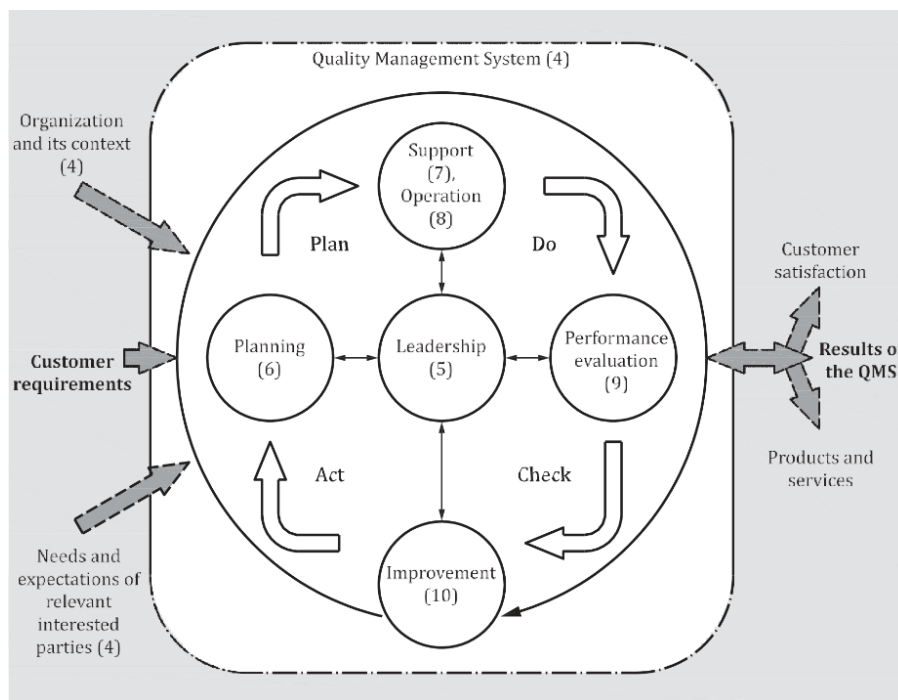 Quality Management System (4)
Organization
and its context
(4)
Support
(7),
Operation
(8)
Plan
Do
Customer
satisfaction
Customer
requirements
Planning
(6)
Leadership
(5)
Performance
evaluation
(9)
Results o
the QMS
Act
Check
Products and
services
Needs and
expectations of
relevant
interested
parties (4)
Improvement
(10)